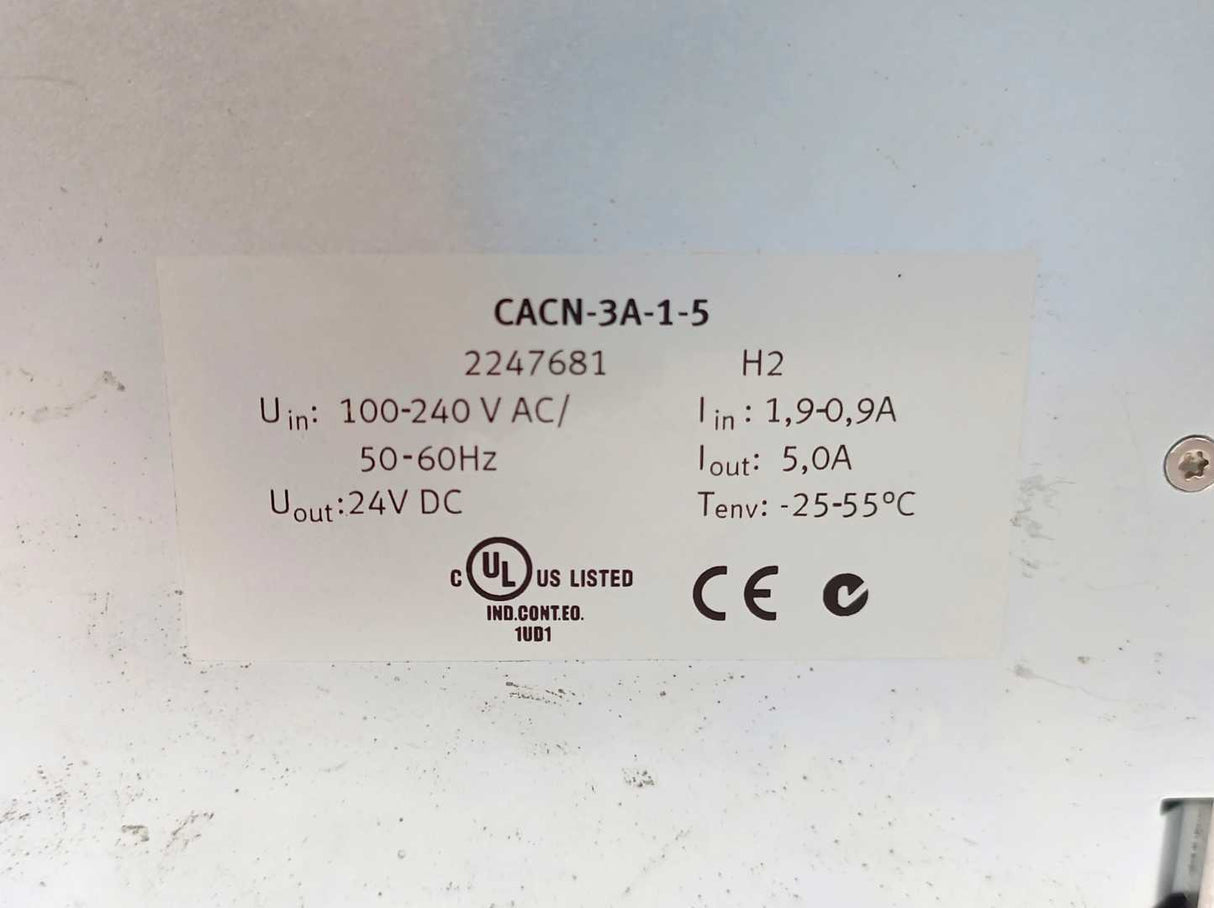 CACN-3A-1-5
2247681 H2
Uin: 100-240 V AC/ Iin: 1,9-0,9A
50-60Hz Iout: 5,0A
Uout:24V DC Tenv: -25-55°C
C UL US LISTED CE
IND.CONT.EQ.
1UD1